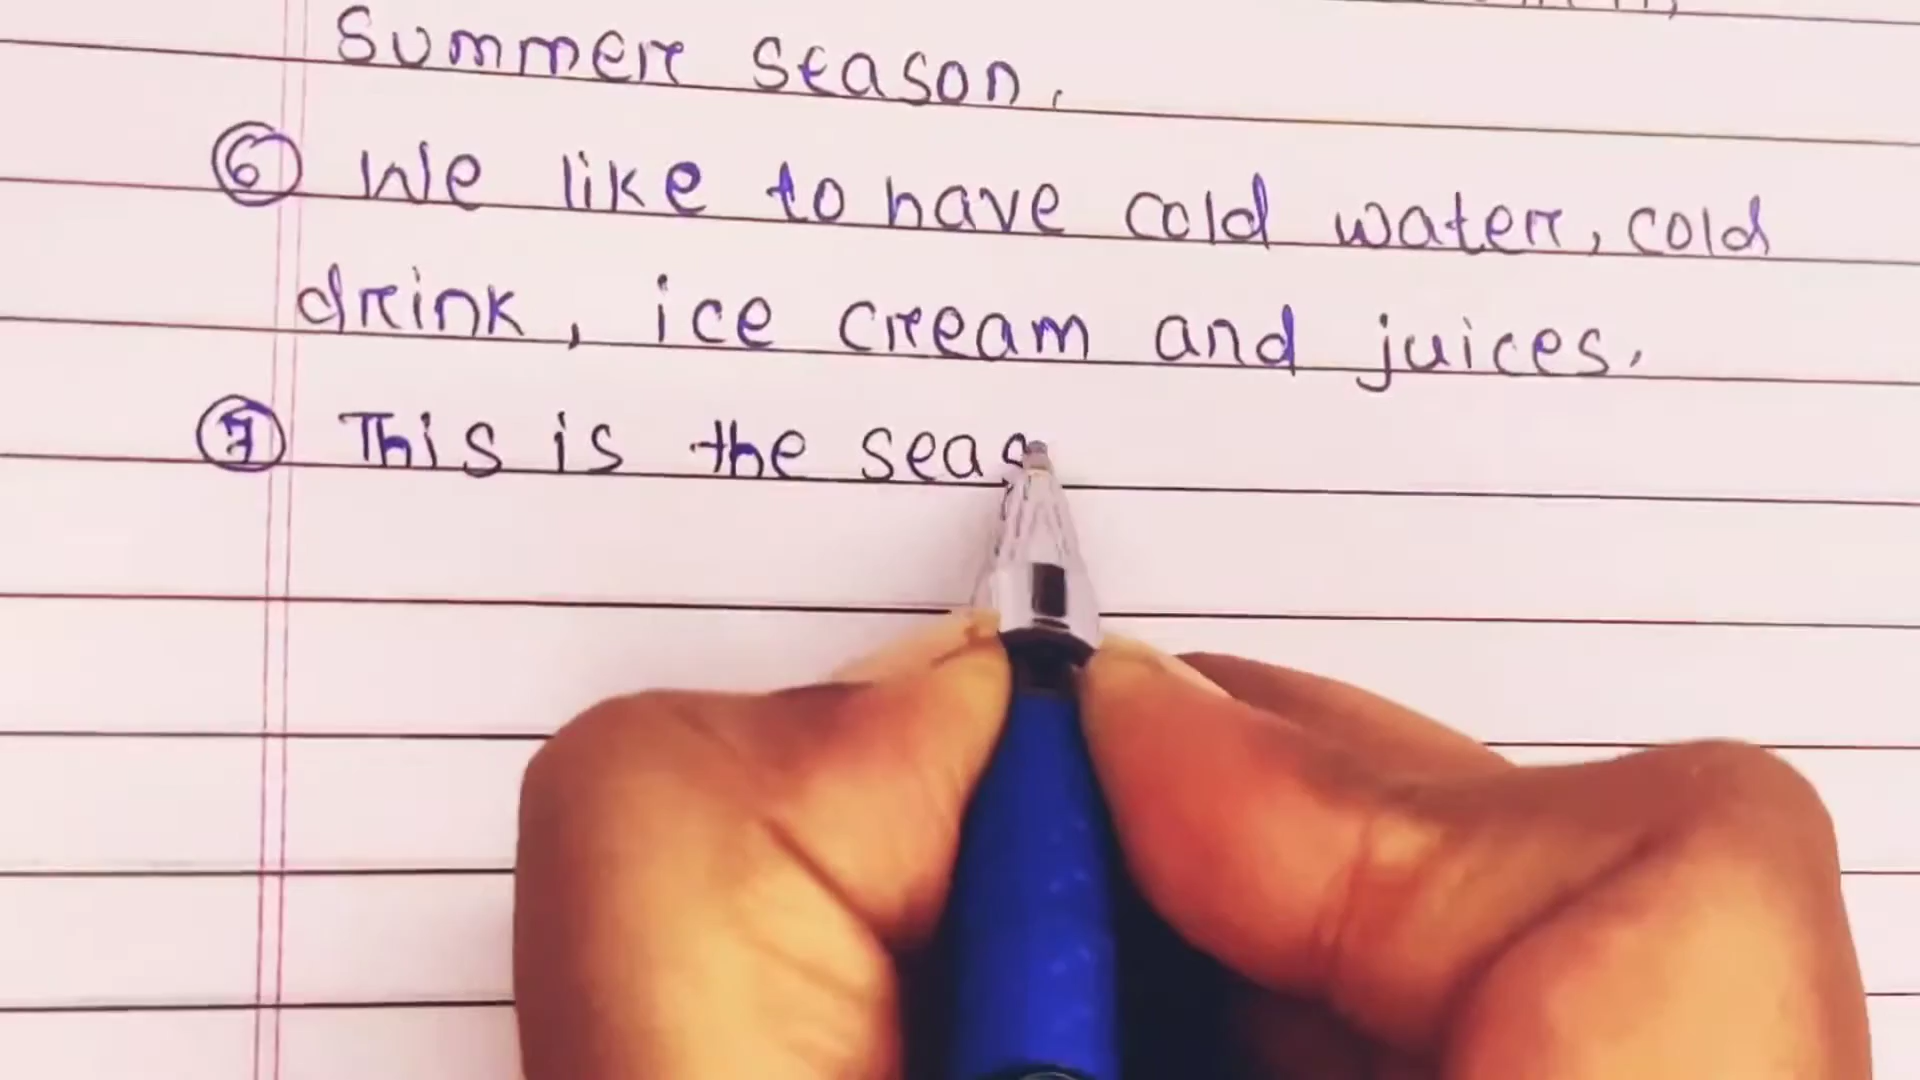 Summer season.
6 We like to have cold water, cold
drink, ice cream and juices.
7 This is the seas